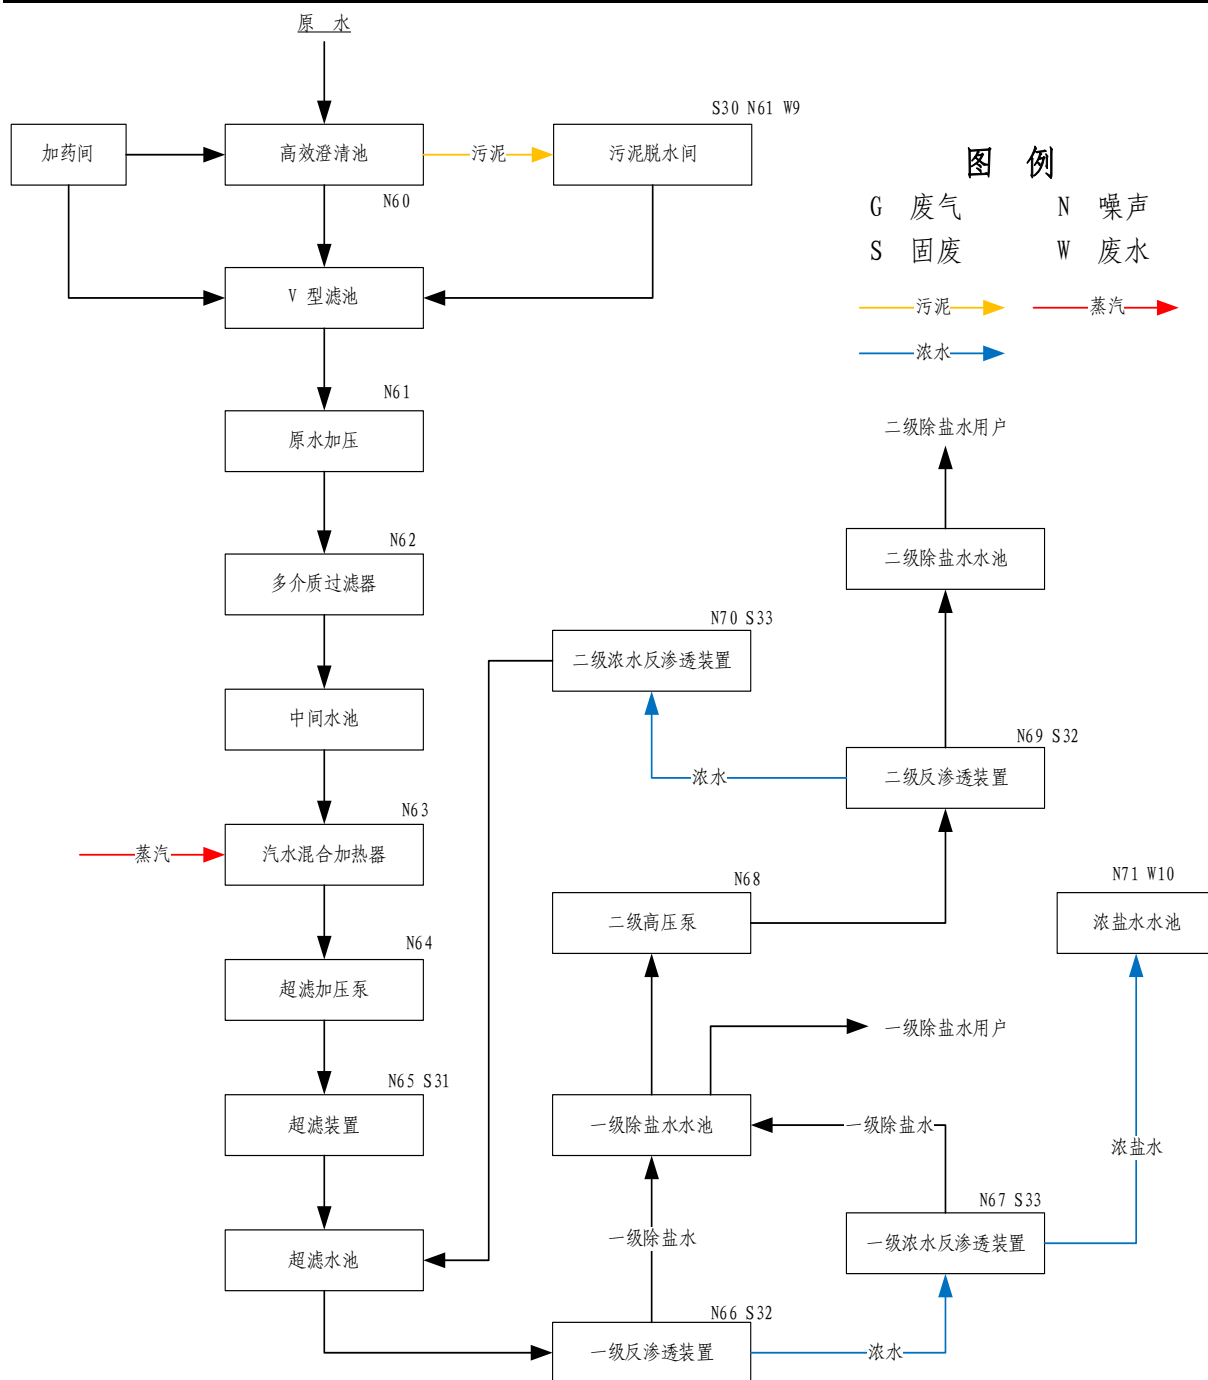 原 水
S30 N61 W9
加药间
高效澄清池
污泥
污泥脱水间
N60
图 例
G 废气
N 噪声
S 固废
W 废水
污泥
蒸汽
浓水
V 型滤池
N61
原水加压
二级除盐水用户
N62
多介质过滤器
二级除盐水水池
N70 S33
二级浓水反渗透装置
中间水池
N69 S32
二级反渗透装置
浓水
N63
蒸汽
汽水混合加热器
N68
二级高压泵
N71 W10
浓盐水水池
N64
超滤加压泵
一级除盐水用户
N65 S31
超滤装置
一级除盐水水池
一级除盐水
浓盐水
N67 S33
一级浓水反渗透装置
一级除盐水
超滤水池
N66 S32
一级反渗透装置
浓水